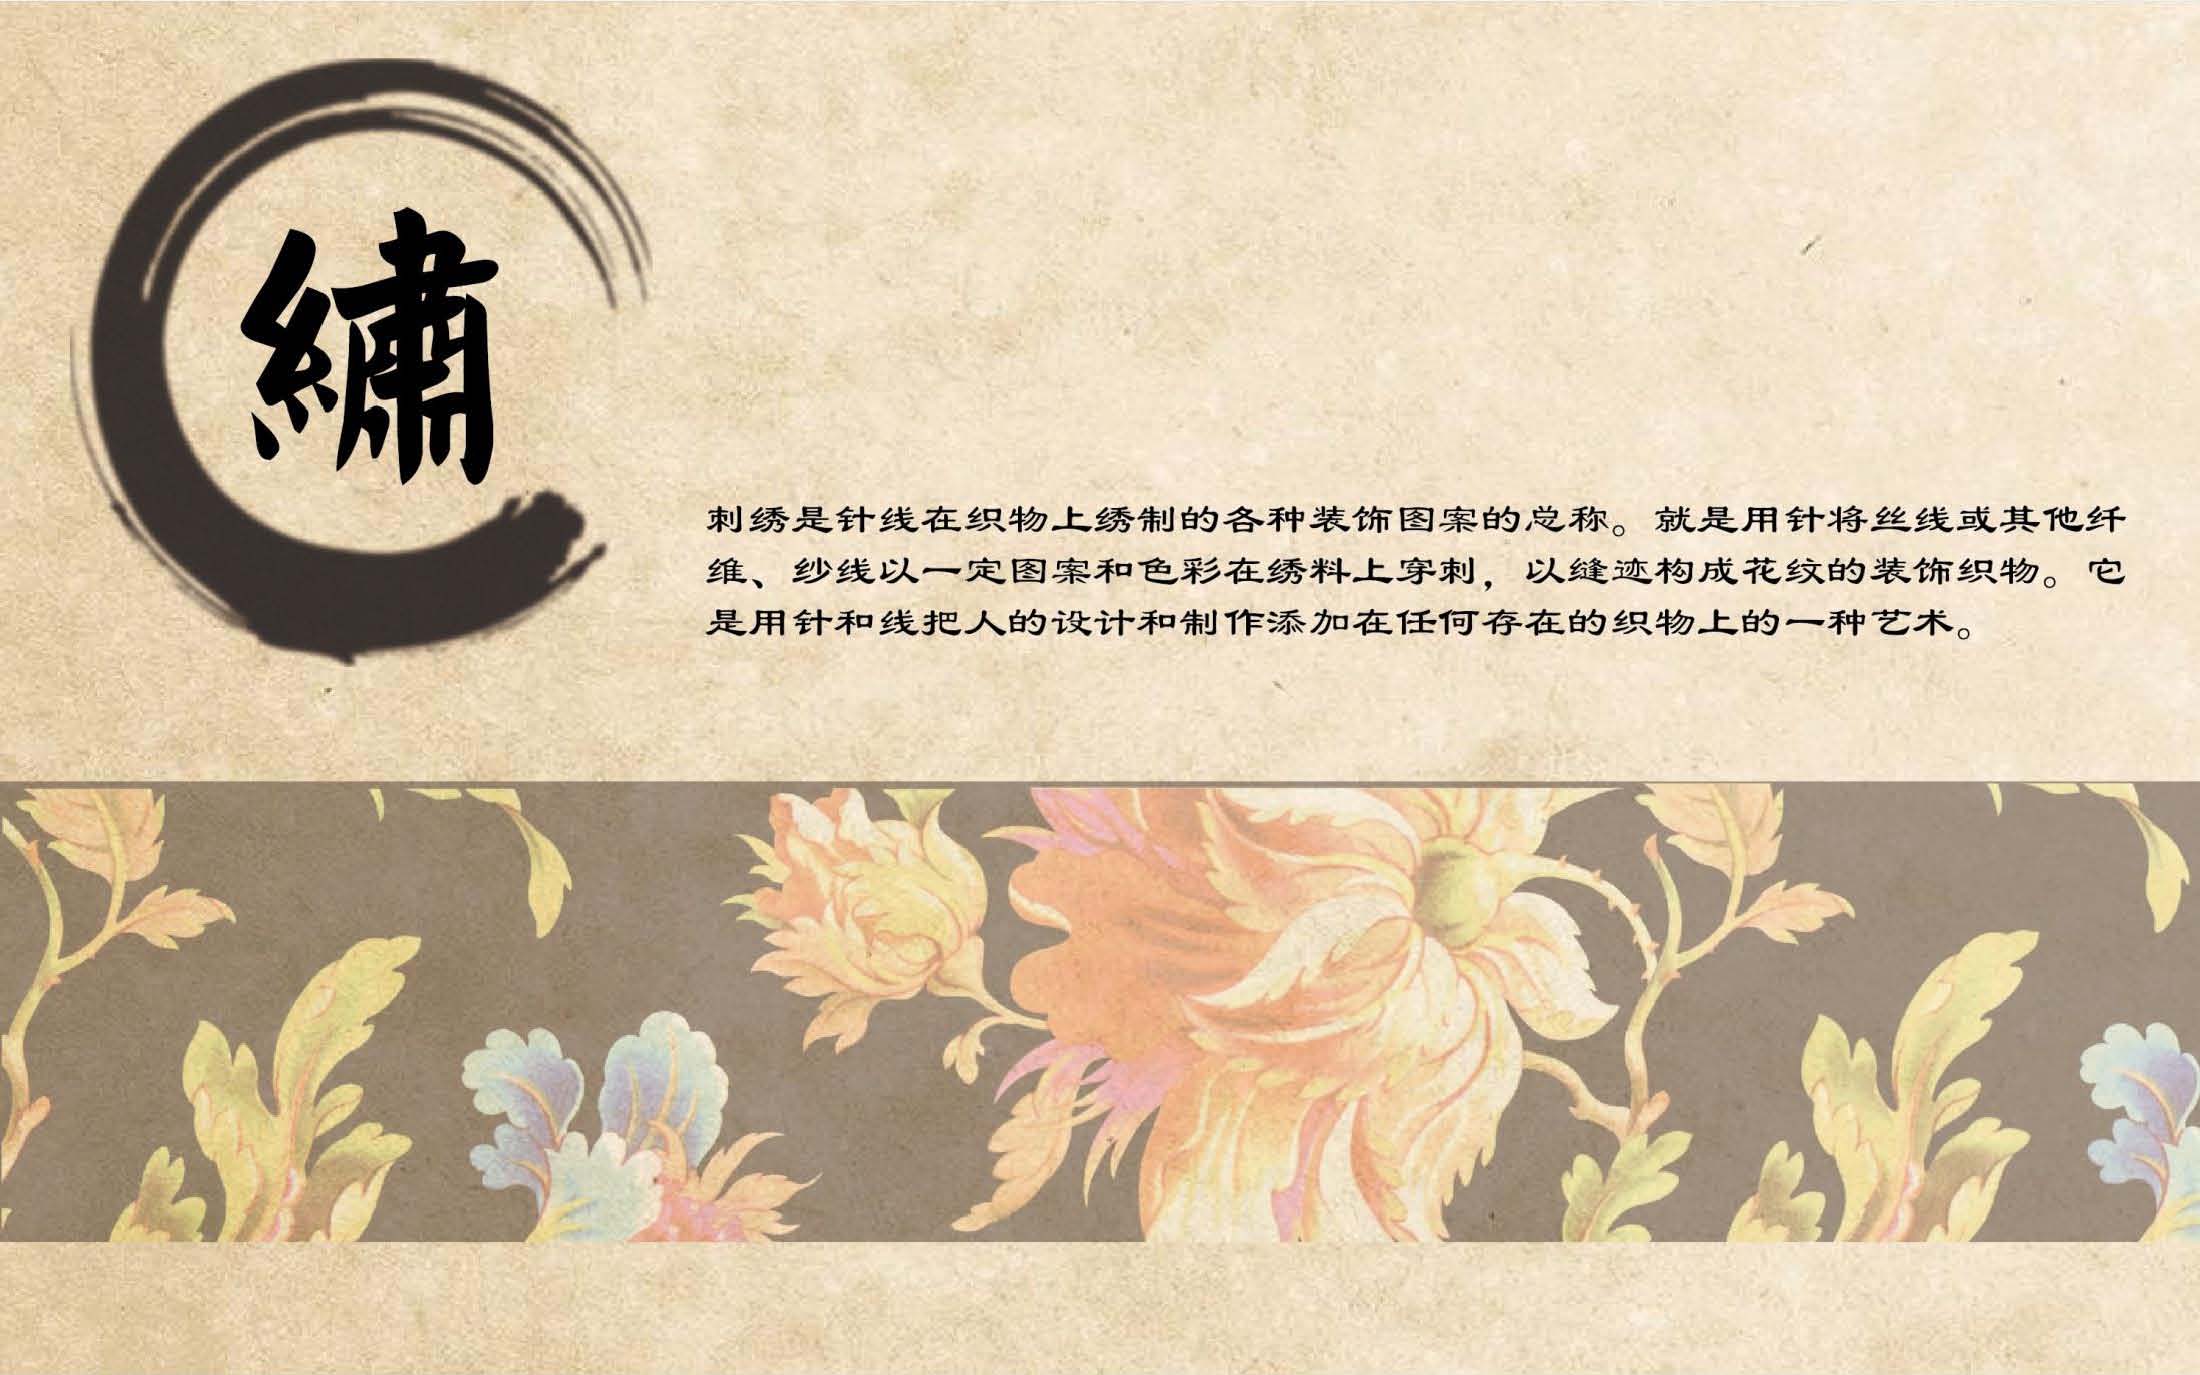 繡
刺绣是针线在织物上绣制的各种装饰图案的总称。就是用针将丝线或其他纤
维、纱线以一定图案和色彩在绣料上穿刺，以缝迹构成花纹的装饰织物。它
是用针和线把人的设计和制作添加在任何存在的织物上的一种艺术。